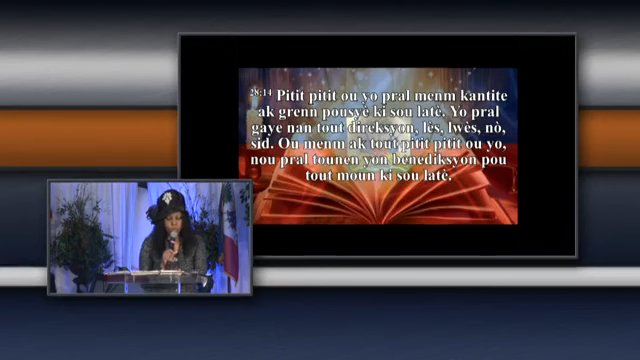 28:14 Pitit pitit ou yo pral menm kantite
ak grenn pousyè ki sou latè. Yo pral
gaye nan tout direksyon, lès, lwès, nò,
sid. Ou menm ak tout pitit pitit ou yo,
nou pral tounen yon benediksyon pou
tout moun ki sou latè.